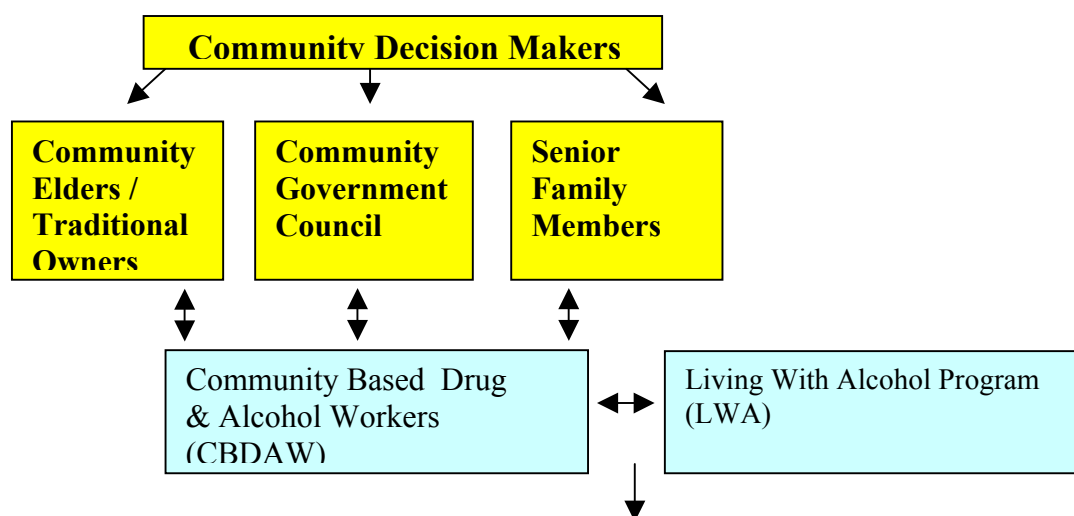 Community Decision Makers
Community
Elders /
Traditional
Owners
Community
Government
Council
Senior
Family
Members
Community Based Drug
& Alcohol Workers
(CBDAW)
Living With Alcohol Program
(LWA)